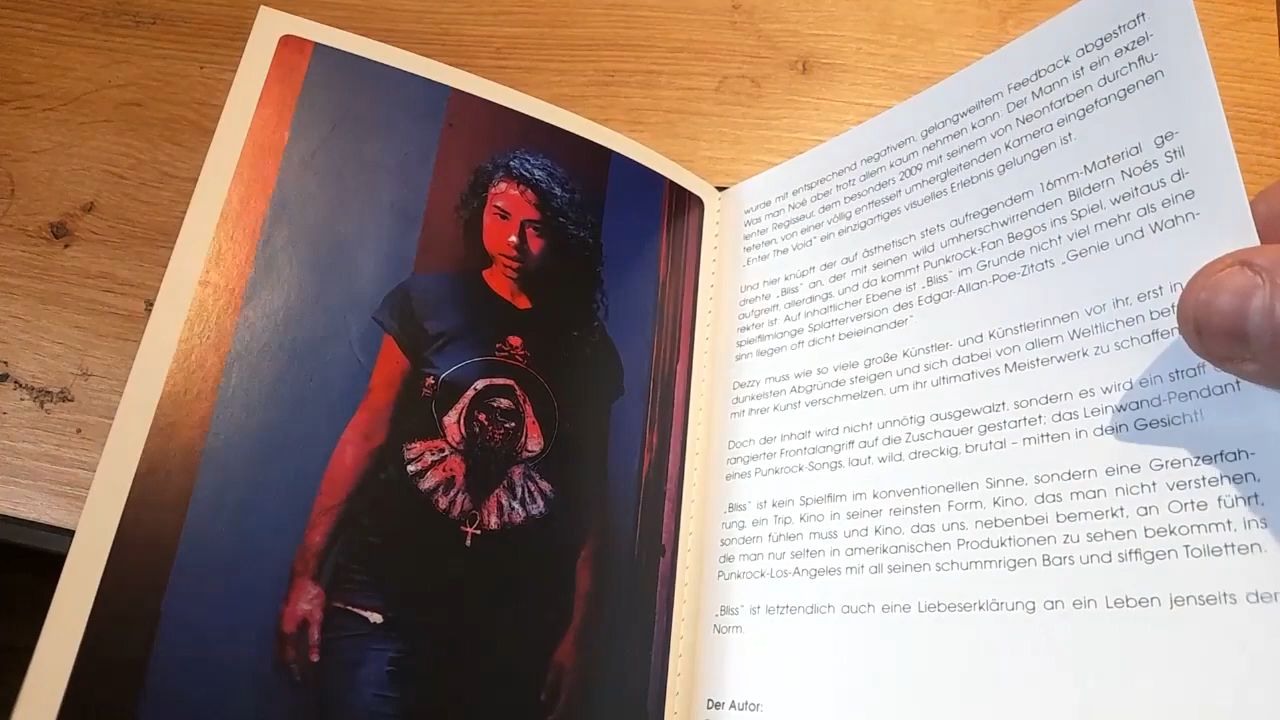 wurde mit entsprechend negativem, gelangweiltem Feedback abgestraft.
Was man Noé aber trotz allem kaum nehmen kann: Der Mann ist ein exzel-
lenter Regisseur, dem besonders 2009 mit seinem von Neonfarben durchflu-
teteten, von einer völlig entfesselt umhergleitenden Kamera eingefangenen
„Enter The Void“ ein einzigartiges visuelles Erlebnis gelungen ist.
Und hier knüpft der auf ästhetisch stets aufregendem 16mm-Material ge-
drehte „Bliss“ an, der mit seinen wild umherschwirrenden Bildern Noés Stil
aufgreift, allerdings, und da kommt Punkrock-Fan Begos ins Spiel, weitaus di-
rekter ist: Auf inhaltlicher Ebene ist „Bliss“ im Grunde nicht viel mehr als eine
spielfilmlange Splatterversion des Edgar-Allan-Poe-Zitats „Genie und Wahn-
sinn liegen oft dicht beieinander“.
Dezzy muss wie so viele große Künstler- und Künstlerinnen vor ihr, erst in
dunkelsten Abgründe steigen und sich dabei von allem Weltlichen bef
mit ihrer Kunst verschmelzen, um ihr ultimatives Meisterwerk zu schaffen
Doch der Inhalt wird nicht unnötig ausgewalzt, sondern es wird ein straff
rangierter Frontalangriff auf die Zuschauer gestartet; das Leinwand-Pendant
eines Punkrock-Songs, laut, wild, dreckig, brutal – mitten in dein Gesicht!
„Bliss“ ist kein Spielfilm im konventionellen Sinne, sondern eine Grenzerfah-
rung, ein Trip, Kino in seiner reinsten Form, Kino, das man nicht verstehen,
sondern fühlen muss und Kino, das uns, nebenbei bemerkt, an Orte führt,
die man nur selten in amerikanischen Produktionen zu sehen bekommt, ins
Punkrock-Los-Angeles mit all seinen schummrigen Bars und siffigen Toiletten.
„Bliss“ ist letztendlich auch eine Liebeserklärung an ein Leben jenseits der
Norm.
Der Autor: